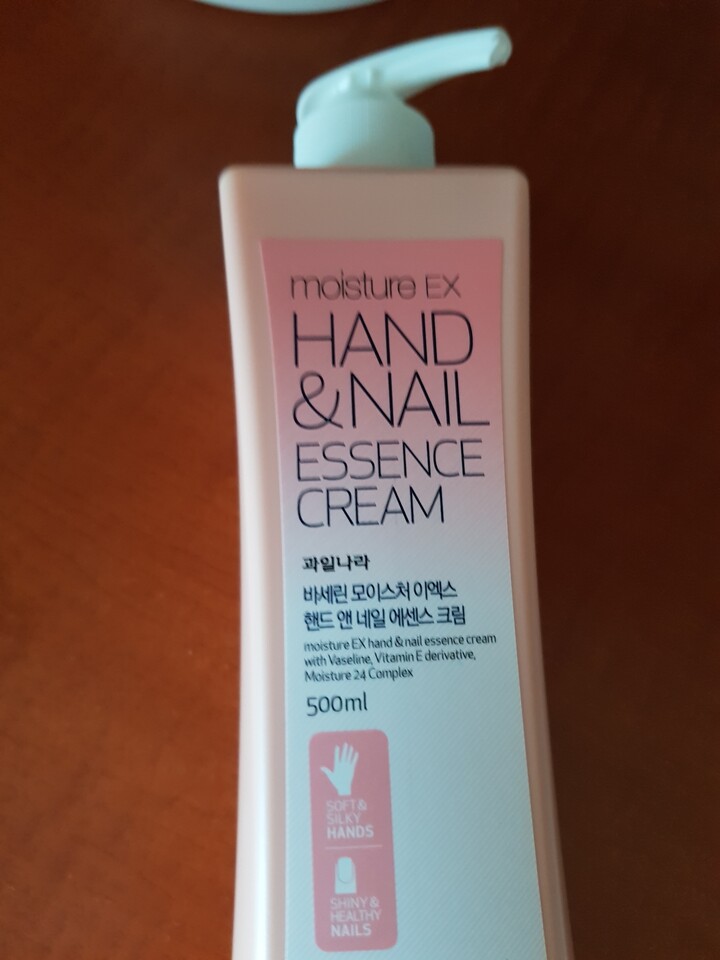 moisture EX
HAND
&NAIL
ESSENCE
CREAM
과일나라
바세린 모이스처 이엑스
핸드 앤 네일 에센스 크림
moisture EX hand & nail essence cream
with Vaseline, Vitamin E derivative,
Moisture 24 Complex
500ml
SOFT &
SILKY
HANDS
SHINY &
HEALTHY
NAILS